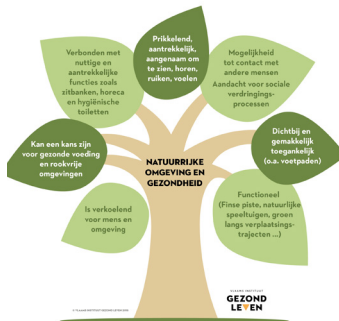 Prikkelend,
aantrekkelijk,
aangenaam om
te zien, horen,
ruiken, voelen
Verbonden met
nuttige en
aantrekkelijke
functies zoals
zitbanken, horeca
en hygiënische
toiletten
Mogelijkheid
tot contact met
andere mensen
Aandacht voor sociale
verdringings-
processen
Kan een kans zijn
voor gezonde voeding
en rookvrije
omgevingen
NATUURRIJKE
OMGEVING EN
GEZONDHEID
Dichtbij en
gemakkelijk
toegankelijk
(o.a. voetpaden)
Is verkoelend
voor mens en
omgeving
Functioneel
(Finse piste, natuurlijke
speeltuigen, groen
langs verplaatsings-
trajecten ...)
VLAAMS INSTITUUT
GEZOND
LEVEN